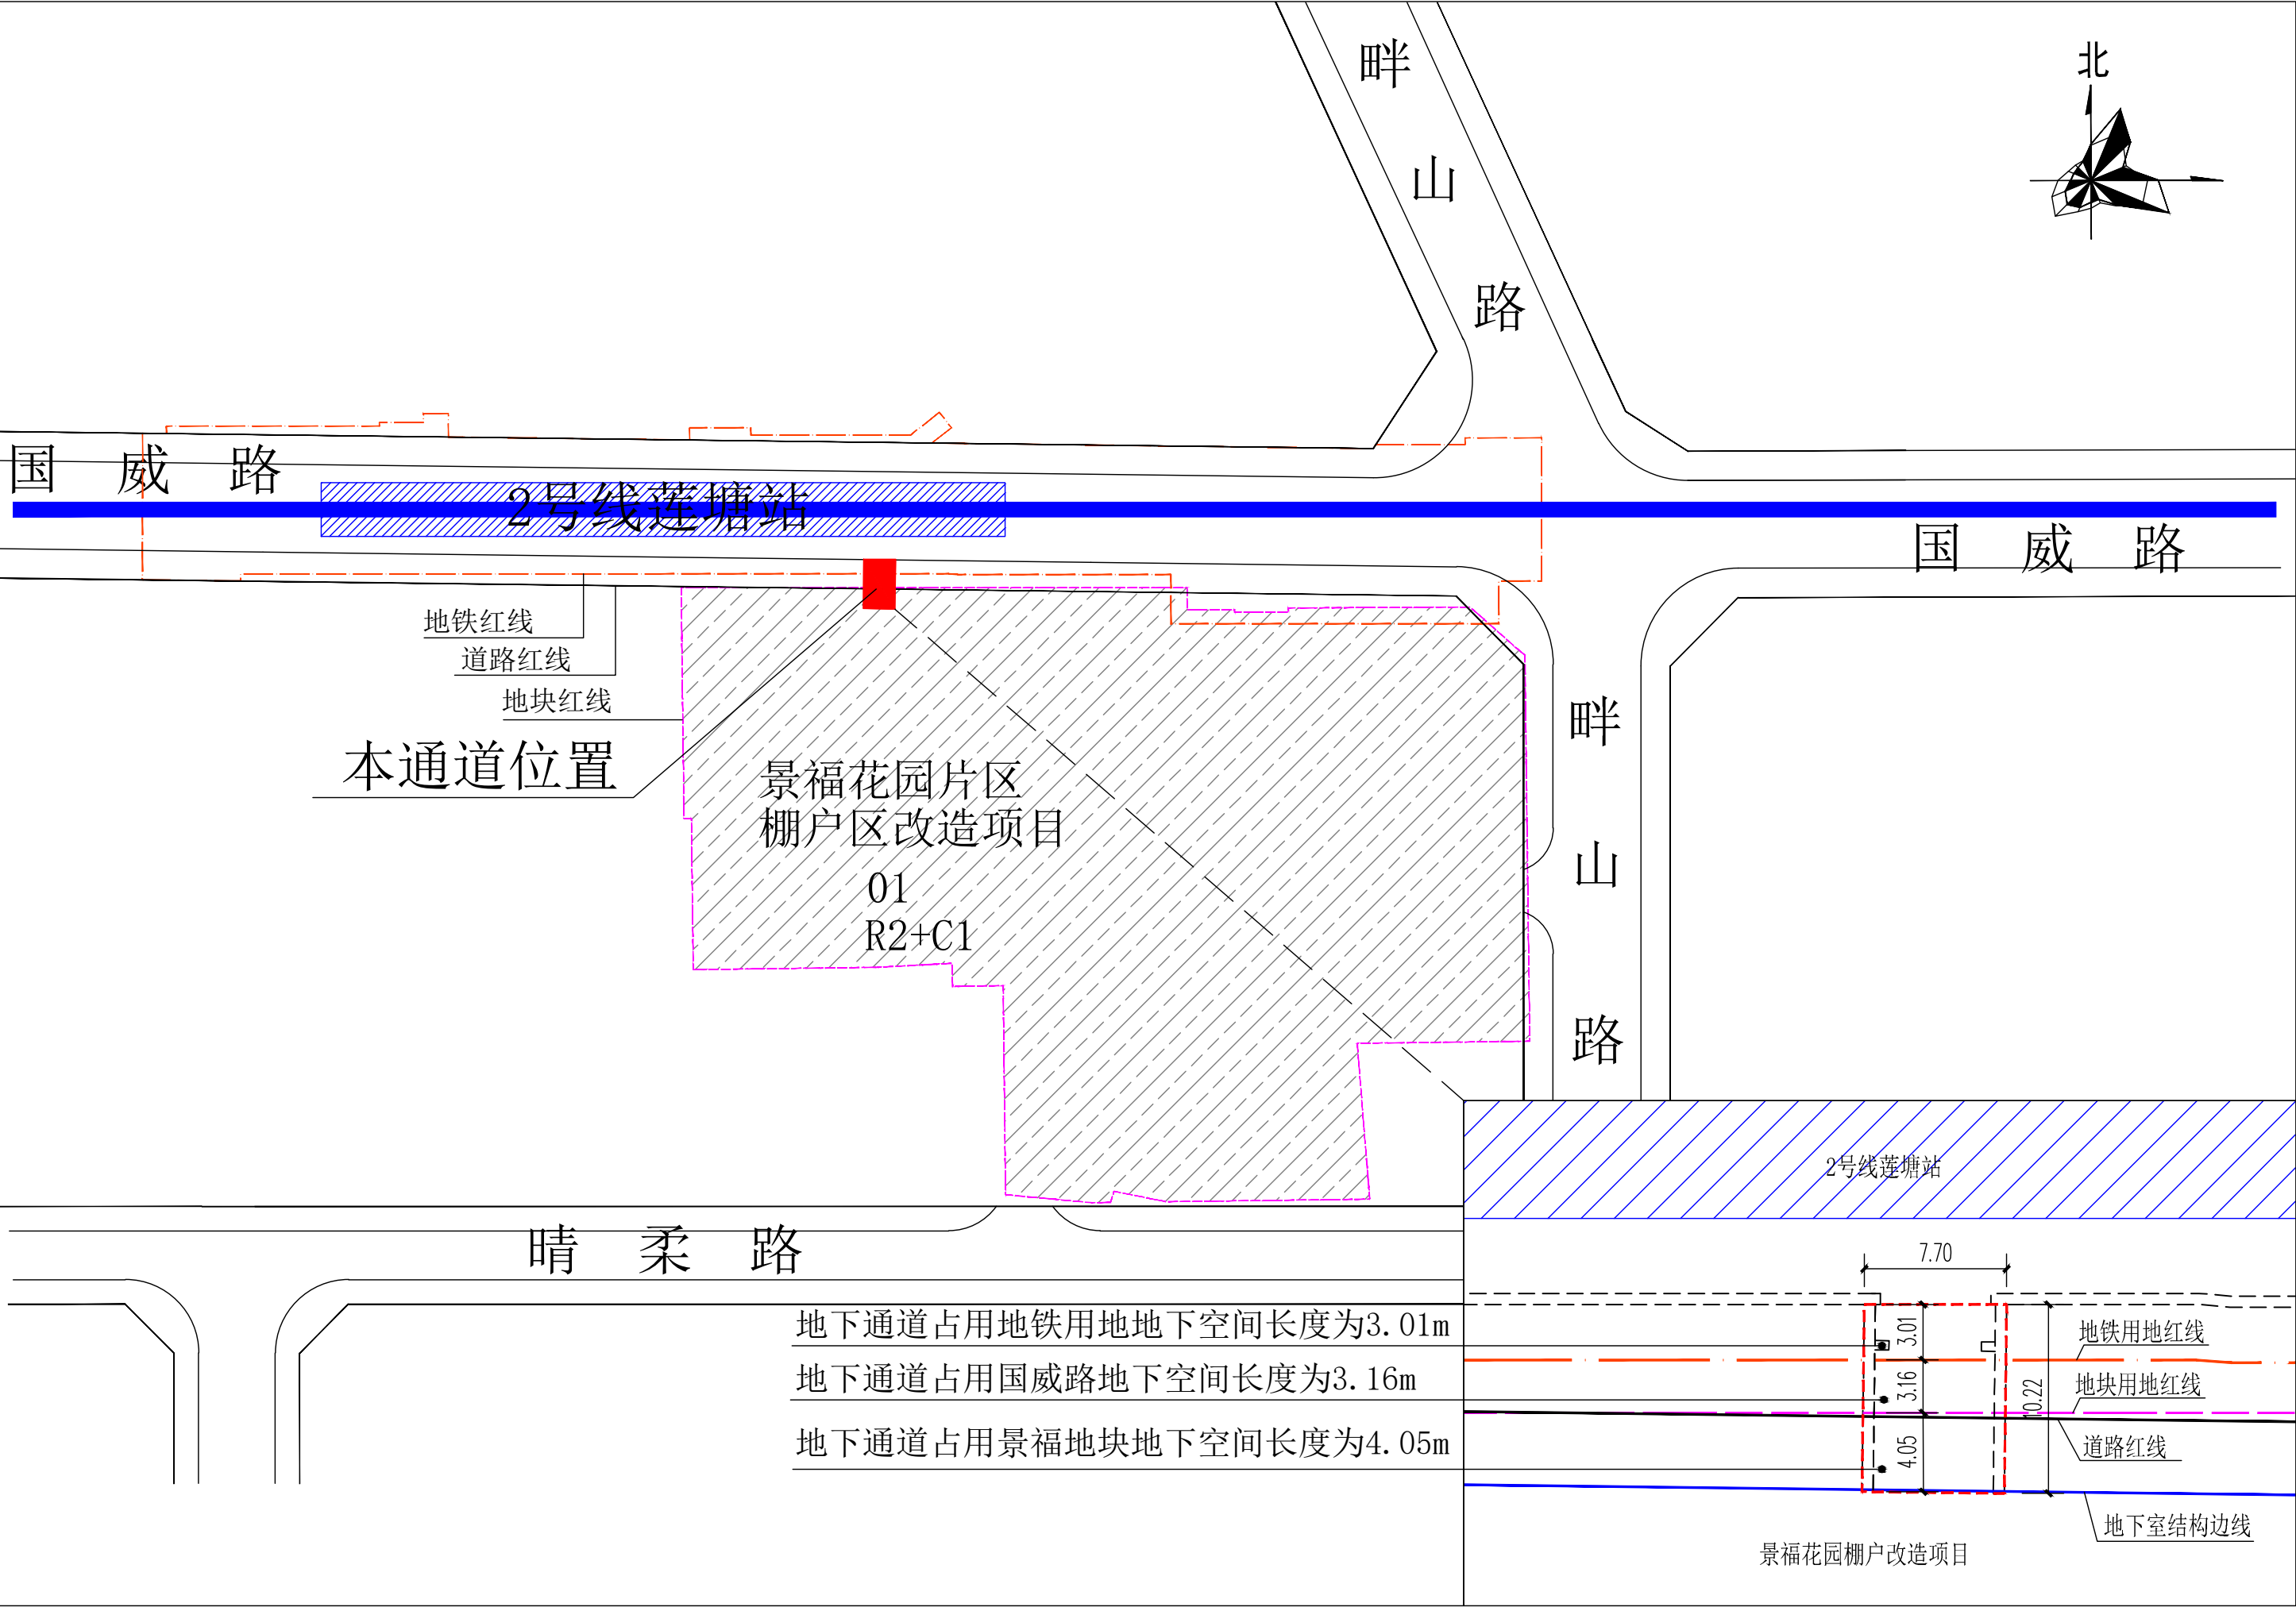 北
畔
山
路
国 威 路
2号线莲塘站
国 威 路
地铁红线
道路红线
地块红线
本通道位置
景福花园片区
棚户区改造项目
01
R2+C1
畔
山
路
2号线莲塘站
晴 柔 路
7.70
地下通道占用地铁用地地下空间长度为3.01m
3.01
地铁用地红线
地下通道占用国威路地下空间长度为3.16m
3.16
10.22
地块用地红线
地下通道占用景福地块地下空间长度为4.05m
4.05
道路红线
地下室结构边线
景福花园棚户改造项目